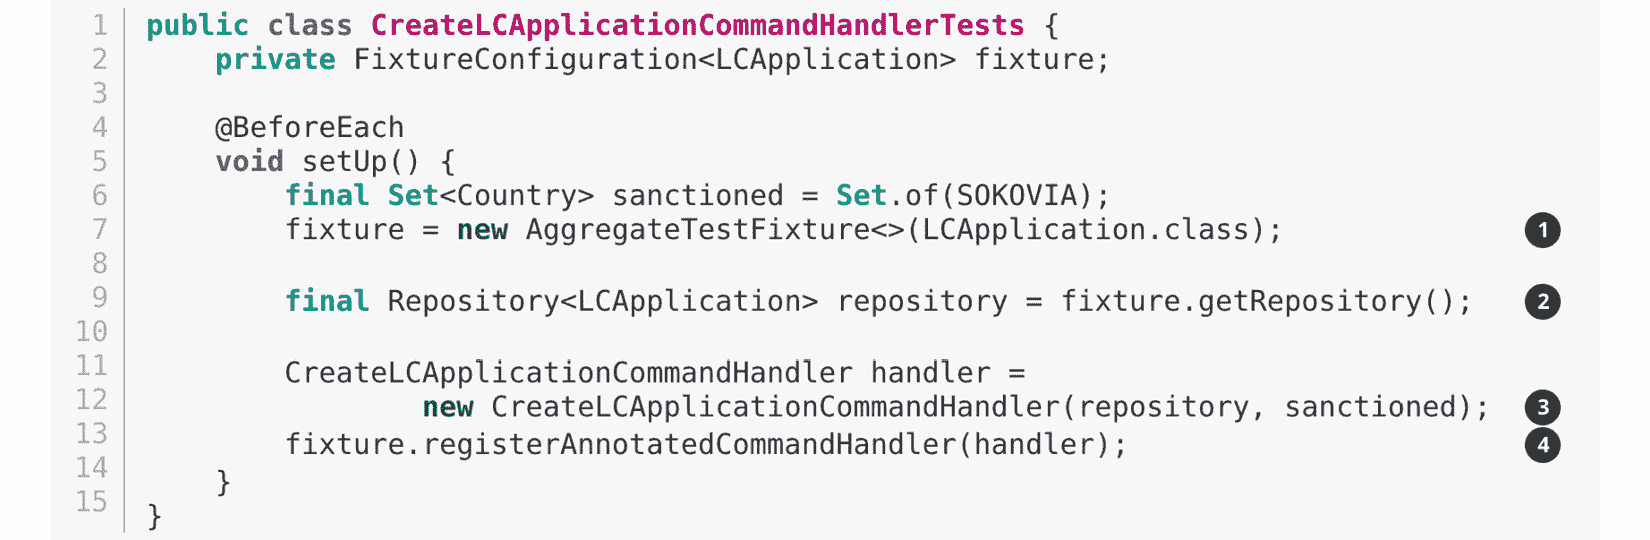 1 public class CreateLCApplicationCommandHandlerTests {
2     private FixtureConfiguration<LCApplication> fixture;
3
4     @BeforeEach
5     void setUp() {
6         final Set<Country> sanctioned = Set.of(SOKOVIA);
7         fixture = new AggregateTestFixture<>(LCApplication.class); 1
8
9         final Repository<LCApplication> repository = fixture.getRepository(); 2
10
11         CreateLCApplicationCommandHandler handler =
12                 new CreateLCApplicationCommandHandler(repository, sanctioned); 3
13         fixture.registerAnnotatedCommandHandler(handler); 4
14     }
15 }